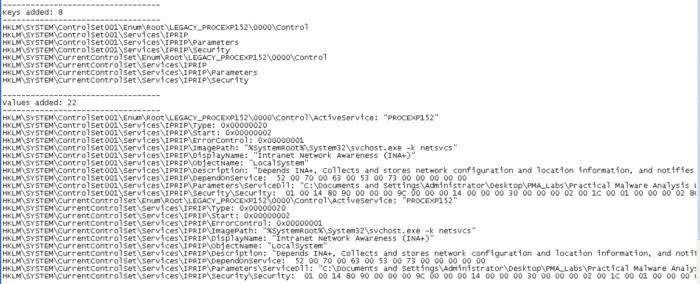 ----------------------------------
Keys added: 8
----------------------------------
HKLM\SYSTEM\ControlSet001\Enum\Root\LEGACY_PROCEXP152\0000\Control
HKLM\SYSTEM\ControlSet001\Services\IPRIP
HKLM\SYSTEM\ControlSet001\Services\IPRIP\Parameters
HKLM\SYSTEM\ControlSet001\Services\IPRIP\Security
HKLM\SYSTEM\CurrentControlSet\Enum\Root\LEGACY_PROCEXP152\0000\Control
HKLM\SYSTEM\CurrentControlSet\Services\IPRIP
HKLM\SYSTEM\CurrentControlSet\Services\IPRIP\Parameters
HKLM\SYSTEM\CurrentControlSet\Services\IPRIP\Security
----------------------------------
Values added: 22
----------------------------------
HKLM\SYSTEM\ControlSet001\Enum\Root\LEGACY_PROCEXP152\0000\Control\ActiveService: "PROCEXP152"
HKLM\SYSTEM\ControlSet001\Services\IPRIP\Type: 0x00000020
HKLM\SYSTEM\ControlSet001\Services\IPRIP\Start: 0x00000002
HKLM\SYSTEM\ControlSet001\Services\IPRIP\ErrorControl: 0x00000001
HKLM\SYSTEM\ControlSet001\Services\IPRIP\ImagePath: "%SystemRoot%\System32\svchost.exe -k netsvcs"
HKLM\SYSTEM\ControlSet001\Services\IPRIP\DisplayName: "Intranet Network Awareness (INA+)"
HKLM\SYSTEM\ControlSet001\Services\IPRIP\ObjectName: "LocalSystem"
HKLM\SYSTEM\ControlSet001\Services\IPRIP\Description: "Depends INA+, Collects and stores network configuration and location information, and notifies
HKLM\SYSTEM\ControlSet001\Services\IPRIP\DependOnService: 52 00 70 00 63 00 53 00 73 00 00 00 00 00
HKLM\SYSTEM\ControlSet001\Services\IPRIP\Parameters\ServiceDll: "C:\Documents and Settings\Administrator\Desktop\PMA_Labs\Practical Malware Analysis L
HKLM\SYSTEM\ControlSet001\Services\IPRIP\Security\Security: 01 00 14 80 90 00 00 00 9C 00 00 00 14 00 00 00 30 00 00 00 02 00 1C 00 01 00 00 00 02 80
HKLM\SYSTEM\CurrentControlSet\Enum\Root\LEGACY_PROCEXP152\0000\Control\ActiveService: "PROCEXP152"
HKLM\SYSTEM\CurrentControlSet\Services\IPRIP\Type: 0x00000020
HKLM\SYSTEM\CurrentControlSet\Services\IPRIP\Start: 0x00000002
HKLM\SYSTEM\CurrentControlSet\Services\IPRIP\ErrorControl: 0x00000001
HKLM\SYSTEM\CurrentControlSet\Services\IPRIP\ImagePath: "%SystemRoot%\System32\svchost.exe -k netsvcs"
HKLM\SYSTEM\CurrentControlSet\Services\IPRIP\DisplayName: "Intranet Network Awareness (INA+)"
HKLM\SYSTEM\CurrentControlSet\Services\IPRIP\ObjectName: "LocalSystem"
HKLM\SYSTEM\CurrentControlSet\Services\IPRIP\Description: "Depends INA+, Collects and stores network configuration and location information, and notif
HKLM\SYSTEM\CurrentControlSet\Services\IPRIP\DependOnService: 52 00 70 00 63 00 53 00 73 00 00 00 00 00
HKLM\SYSTEM\CurrentControlSet\Services\IPRIP\Parameters\ServiceDll: "C:\Documents and Settings\Administrator\Desktop\PMA_Labs\Practical Malware Analy
HKLM\SYSTEM\CurrentControlSet\Services\IPRIP\Security\Security: 01 00 14 80 90 00 00 00 9C 00 00 00 14 00 00 00 30 00 00 00 02 00 1C 00 01 00 00 00